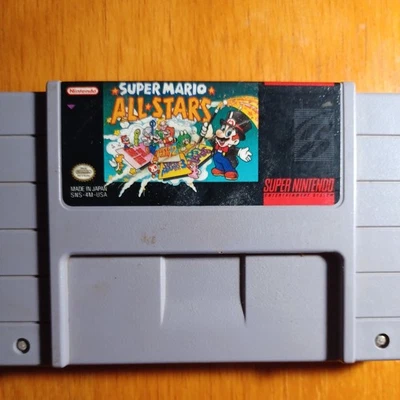 Nintendo
SUPER MARIO
ALL★STARS
MADE IN JAPAN
SNS-4M-USA
SUPER NINTENDO
ENTERTAINMENT SYSTEM